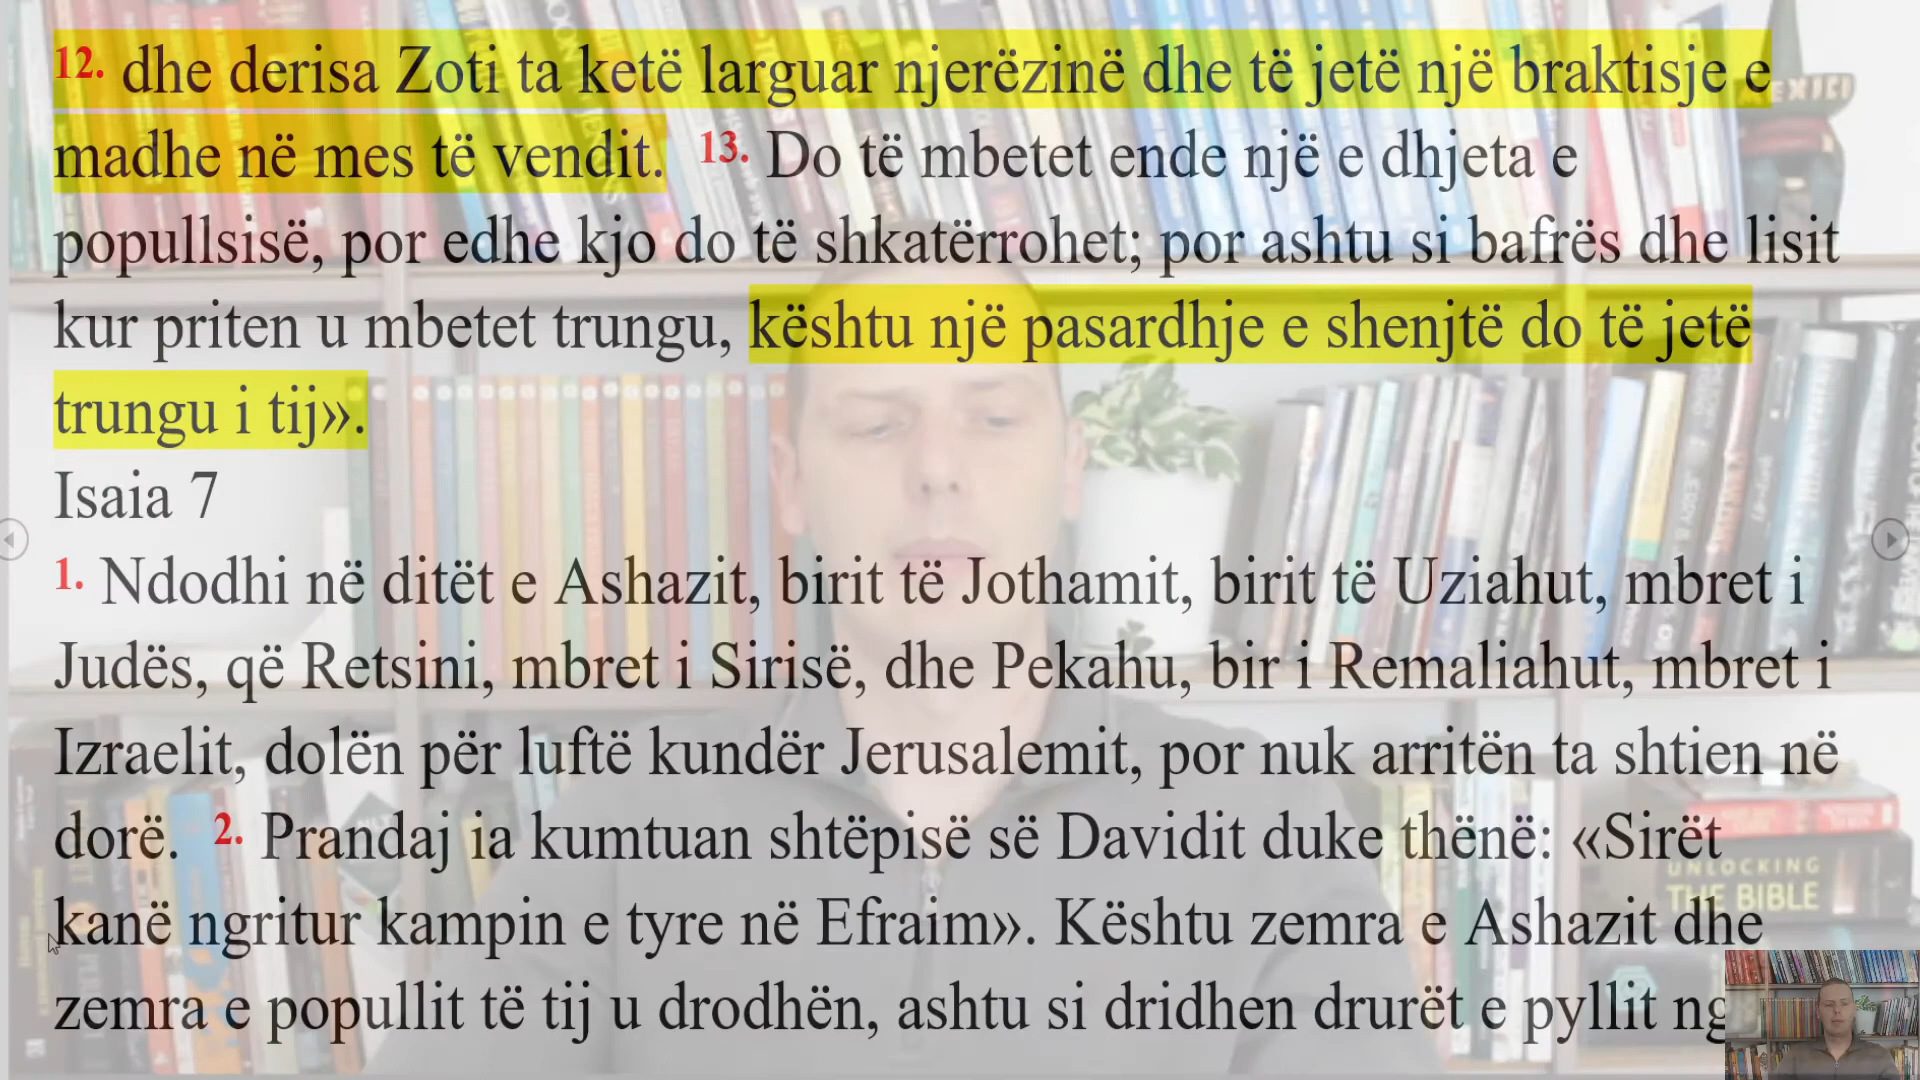 12. dhe derisa Zoti ta ketë larguar njerëzinë dhe të jetë një braktisje e
madhe në mes të vendit. 13. Do të mbetet ende një e dhjeta e
popullsisë, por edhe kjo do të shkatërrohet; por ashtu si bafrës dhe lisit
kur priten u mbetet trungu, kështu një pasardhje e shenjtë do të jetë
trungu i tij».
Isaia 7
1. Ndodhi në ditët e Ashazit, birit të Jothamit, birit të Uziahut, mbret i
Judës, që Retsini, mbret i Sirisë, dhe Pekahu, bir i Remaliahut, mbret i
Izraelit, dolën për luftë kundër Jerusalemit, por nuk arritën ta shtien në
dorë. 2. Prandaj ia kumtuan shtëpisë së Davidit duke thënë: «Sirët
kanë ngritur kampin e tyre në Efraim». Kështu zemra e Ashazit dhe
zemra e popullit të tij u drodhën, ashtu si dridhen drurët e pyllit
UNLOCKING
THE BIBLE